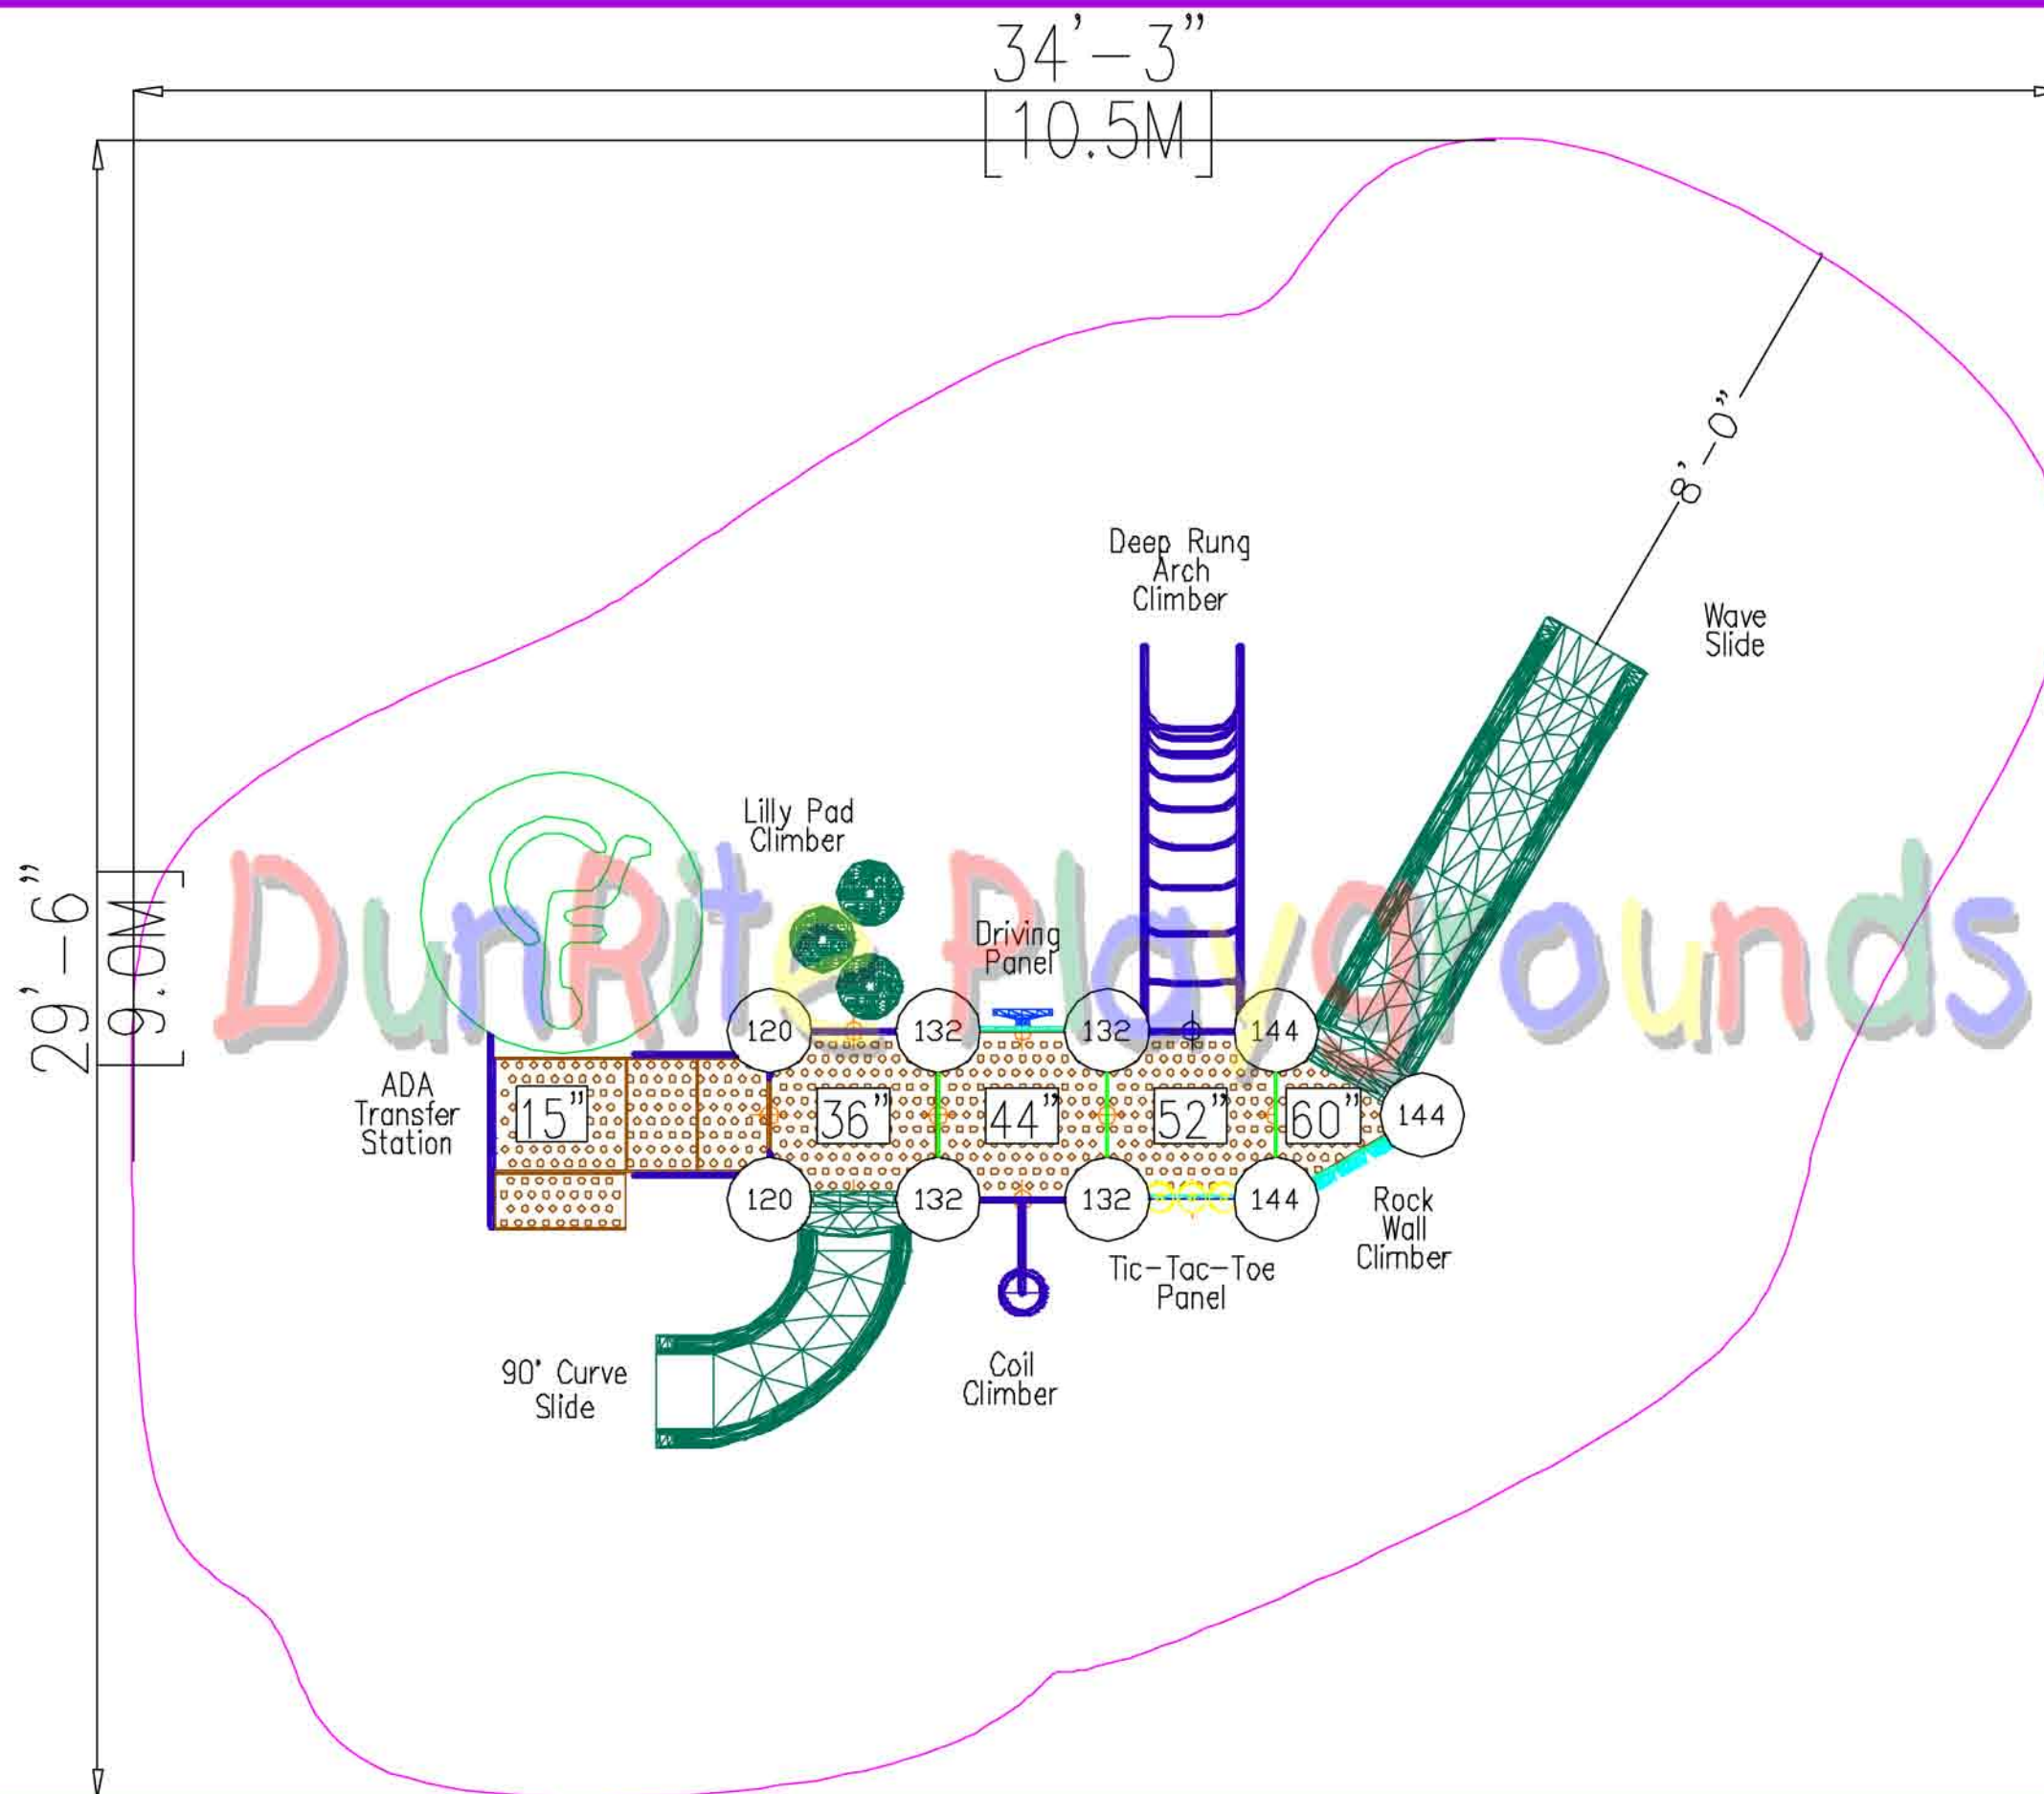 34'-3"
[10.5M]
8'-0"
Deep Rung
Arch
Climber
Wave
Slide
Lilly Pad
Climber
29'-6"
9.0M
DunRite Playgrounds
Driving
Panel
120
132
132
144
ADA
Transfer
Station
15"
36"
44"
52"
60"
144
120
132
132
144
Rock
Wall
Climber
Tic-Tac-Toe
Panel
90° Curve
Slide
Coil
Climber